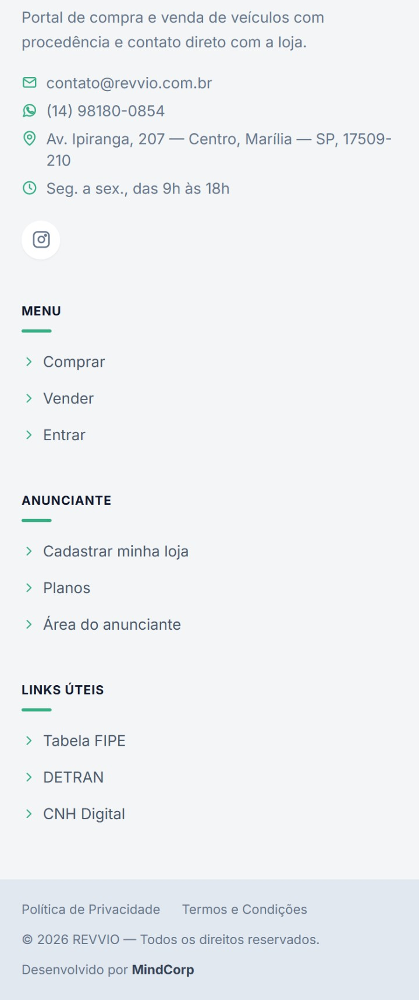 Portal de compra e venda de veículos com
procedência e contato direto com a loja.
contato@revvio.com.br
(14) 98180-0854
Av. Ipiranga, 207 — Centro, Marília — SP, 17509-
210
Seg. a sex., das 9h às 18h
MENU
Comprar
Vender
Entrar
ANUNCIANTE
Cadastrar minha loja
Planos
Área do anunciante
LINKS ÚTEIS
Tabela FIPE
DETRAN
CNH Digital
Política de Privacidade Termos e Condições
© 2026 REVVIO — Todos os direitos reservados.
Desenvolvido por MindCorp